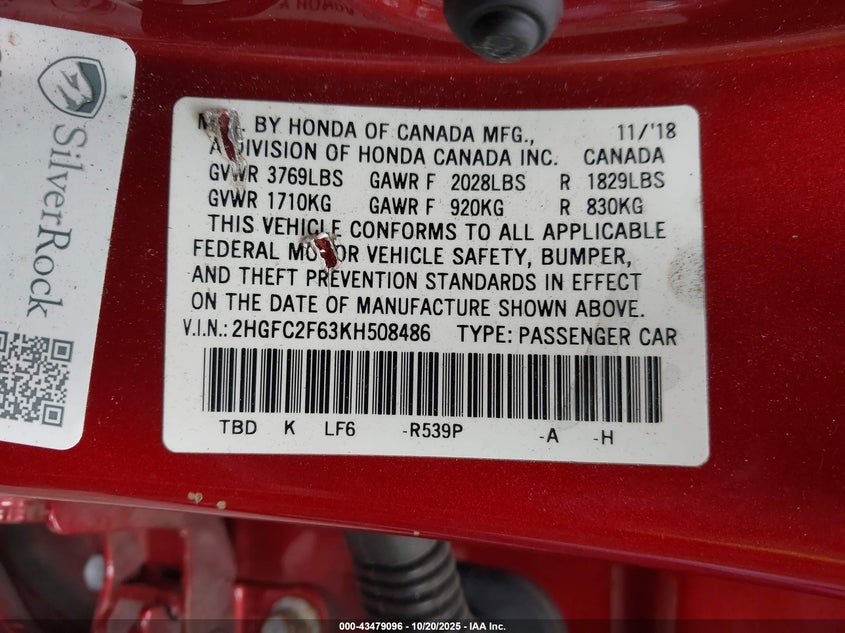 SilverRock
BY HONDA OF CANADA MFG., 11/'18
A DIVISION OF HONDA CANADA INC. CANADA
GVWR 3769LBS GAWR F 2028LBS R 1829LBS
GVWR 1710KG GAWR F 920KG R 830KG
THIS VEHICLE CONFORMS TO ALL APPLICABLE
FEDERAL MOTOR VEHICLE SAFETY, BUMPER,
AND THEFT PREVENTION STANDARDS IN EFFECT
ON THE DATE OF MANUFACTURE SHOWN ABOVE.
V.I.N.: 2HGFC2F63KH508486 TYPE: PASSENGER CAR
TBD K LF6 -R539P -A -H
000-43479096 - 10/20/2025 - IAA Inc.